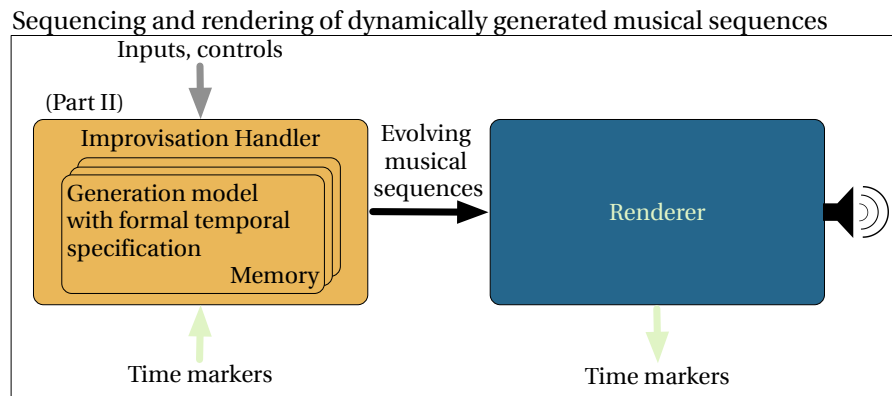 Sequencing and rendering of dynamically generated musical sequences
Inputs, controls
(Part II)
Improvisation Handler
Generation model
with formal temporal
specification
Memory
Evolving
musical
sequences
Renderer
Time markers
Time markers